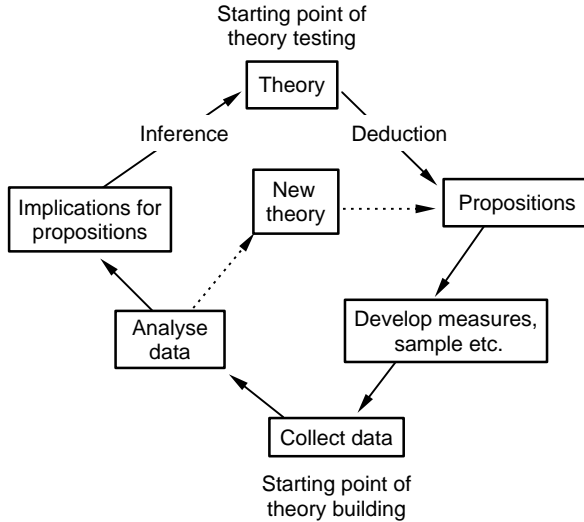 Starting point of
theory testing
Theory
Inference
Deduction
New
theory
Implications for
propositions
Propositions
Analyse
data
Develop measures,
sample etc.
Collect data
Starting point of
theory building